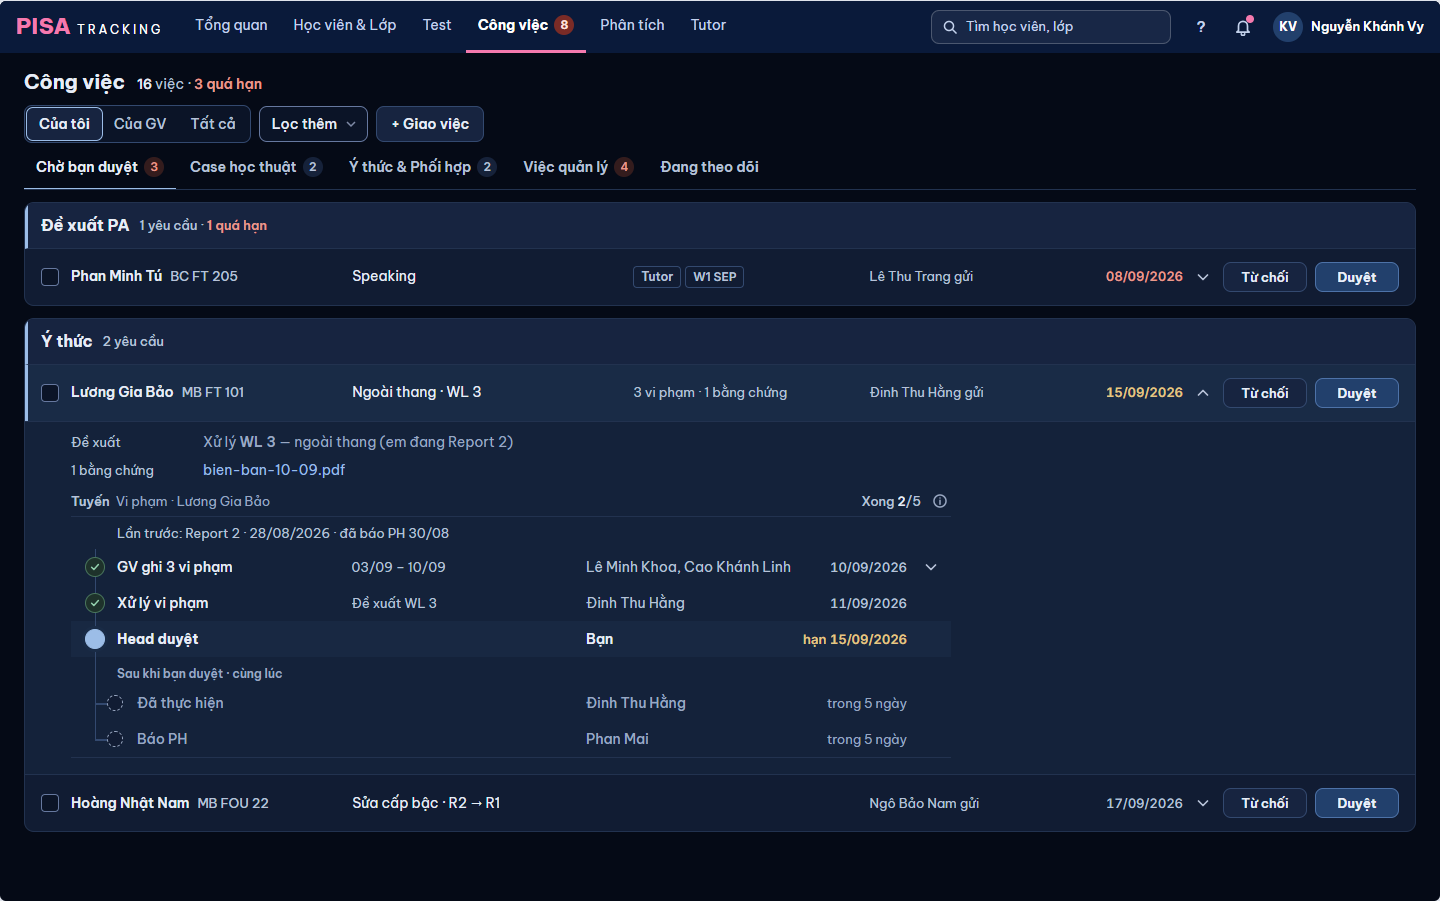 PISA TRACKING Tổng quan Học viên & Lớp Test Công việc 8 Phân tích Tutor Tìm học viên, lớp ? KV Nguyễn Khánh Vy
Công việc 16 việc · 3 quá hạn
Của tôi Của GV Tất cả Lọc thêm + Giao việc
Chờ bạn duyệt 3 Case học thuật 2 Ý thức & Phối hợp 2 Việc quản lý 4 Đang theo dõi
Đề xuất PA 1 yêu cầu · 1 quá hạn
Phan Minh Tú BC FT 205 Speaking Tutor W1 SEP Lê Thu Trang gửi 08/09/2026 Từ chối Duyệt
Ý thức 2 yêu cầu
Lương Gia Bảo MB FT 101 Ngoài thang · WL 3 3 vi phạm · 1 bằng chứng Đinh Thu Hằng gửi 15/09/2026 Từ chối Duyệt
Đề xuất Xử lý WL 3 — ngoài thang (em đang Report 2)
1 bằng chứng bien-ban-10-09.pdf
Tuyến Vi phạm · Lương Gia Bảo Xong 2/5
Lần trước: Report 2 · 28/08/2026 · đã báo PH 30/08
GV ghi 3 vi phạm 03/09 – 10/09 Lê Minh Khoa, Cao Khánh Linh 10/09/2026
Xử lý vi phạm Đề xuất WL 3 Đinh Thu Hằng 11/09/2026
Head duyệt Bạn hạn 15/09/2026
Sau khi bạn duyệt · cùng lúc
Đã thực hiện Đinh Thu Hằng trong 5 ngày
Báo PH Phan Mai trong 5 ngày
Hoàng Nhật Nam MB FOU 22 Sửa cấp bậc · R2 → R1 Ngô Bảo Nam gửi 17/09/2026 Từ chối Duyệt